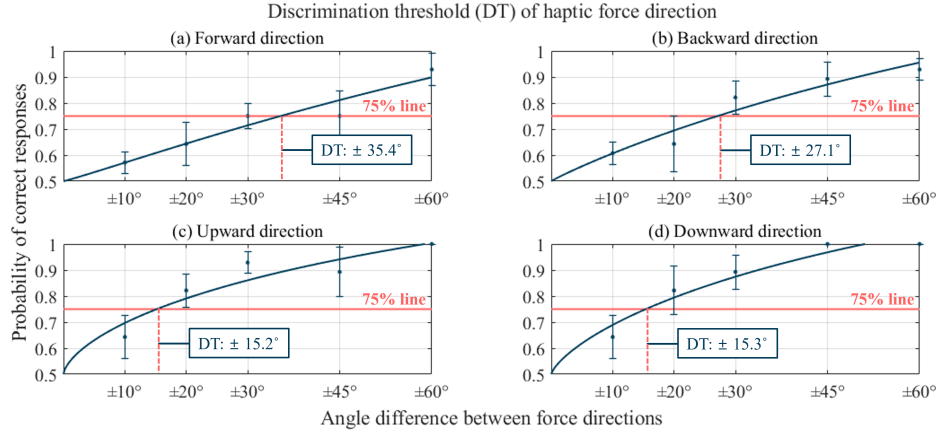 Discrimination threshold (DT) of haptic force direction
(a) Forward direction
1
0.9
0.8
0.7
0.6
0.5
75% line
DT: ± 35.4°
±10° ±20° ±30° ±45° ±60°
(b) Backward direction
1
0.9
0.8
0.7
0.6
0.5
75% line
DT: ± 27.1°
±10° ±20° ±30° ±45° ±60°
(c) Upward direction
1
0.9
0.8
0.7
0.6
0.5
75% line
DT: ± 15.2°
±10° ±20° ±30° ±45° ±60°
(d) Downward direction
1
0.9
0.8
0.7
0.6
0.5
75% line
DT: ± 15.3°
±10° ±20° ±30° ±45° ±60°
Probability of correct responses
Angle difference between force directions